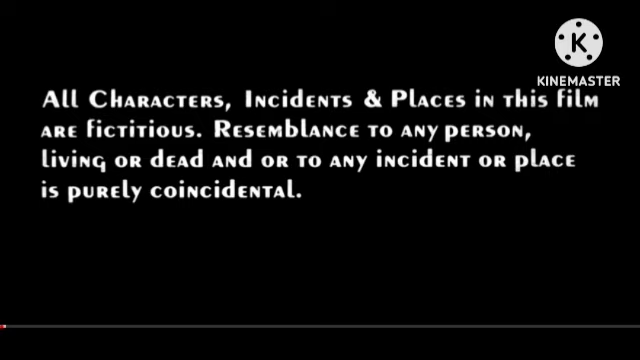 KINEMASTER
All Characters, Incidents & Places in this film
are fictitious. Resemblance to any person,
living or dead and or to any incident or place
is purely coincidental.